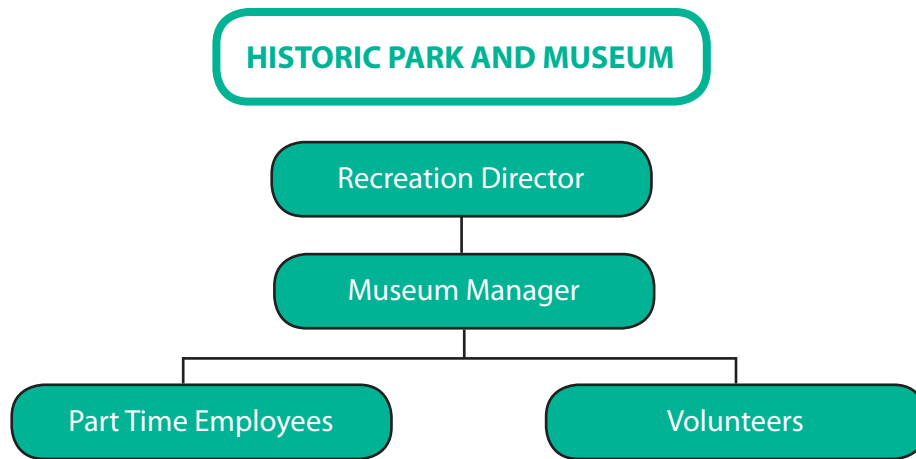 HISTORIC PARK AND MUSEUM
Recreation Director
Museum Manager
Part Time Employees
Volunteers